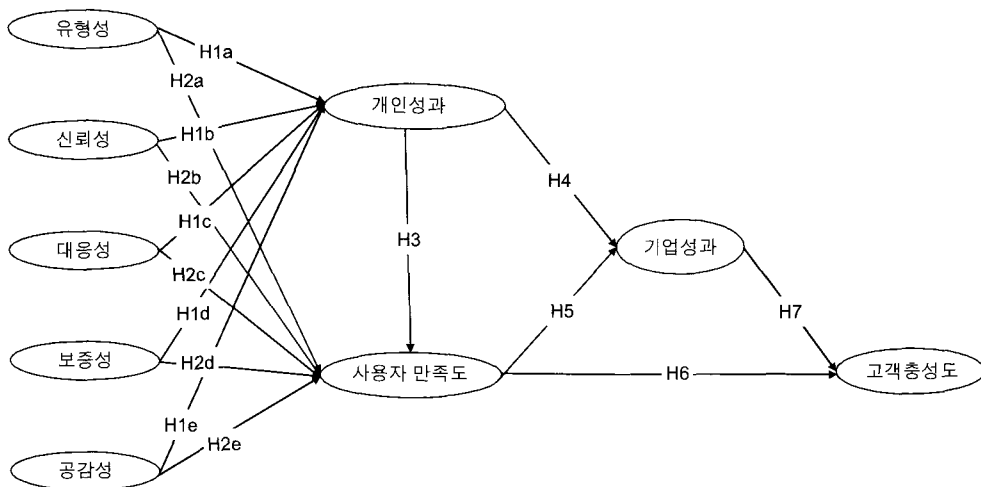 유형성
H1a
H2a
개인성과
신뢰성
H1b
H2b
H4
H1c
대응성
H3
기업성과
H2c
H1d
H5
H7
보증성
H2d
사용자 만족도
H6
고객충성도
H1e
H2e
공감성